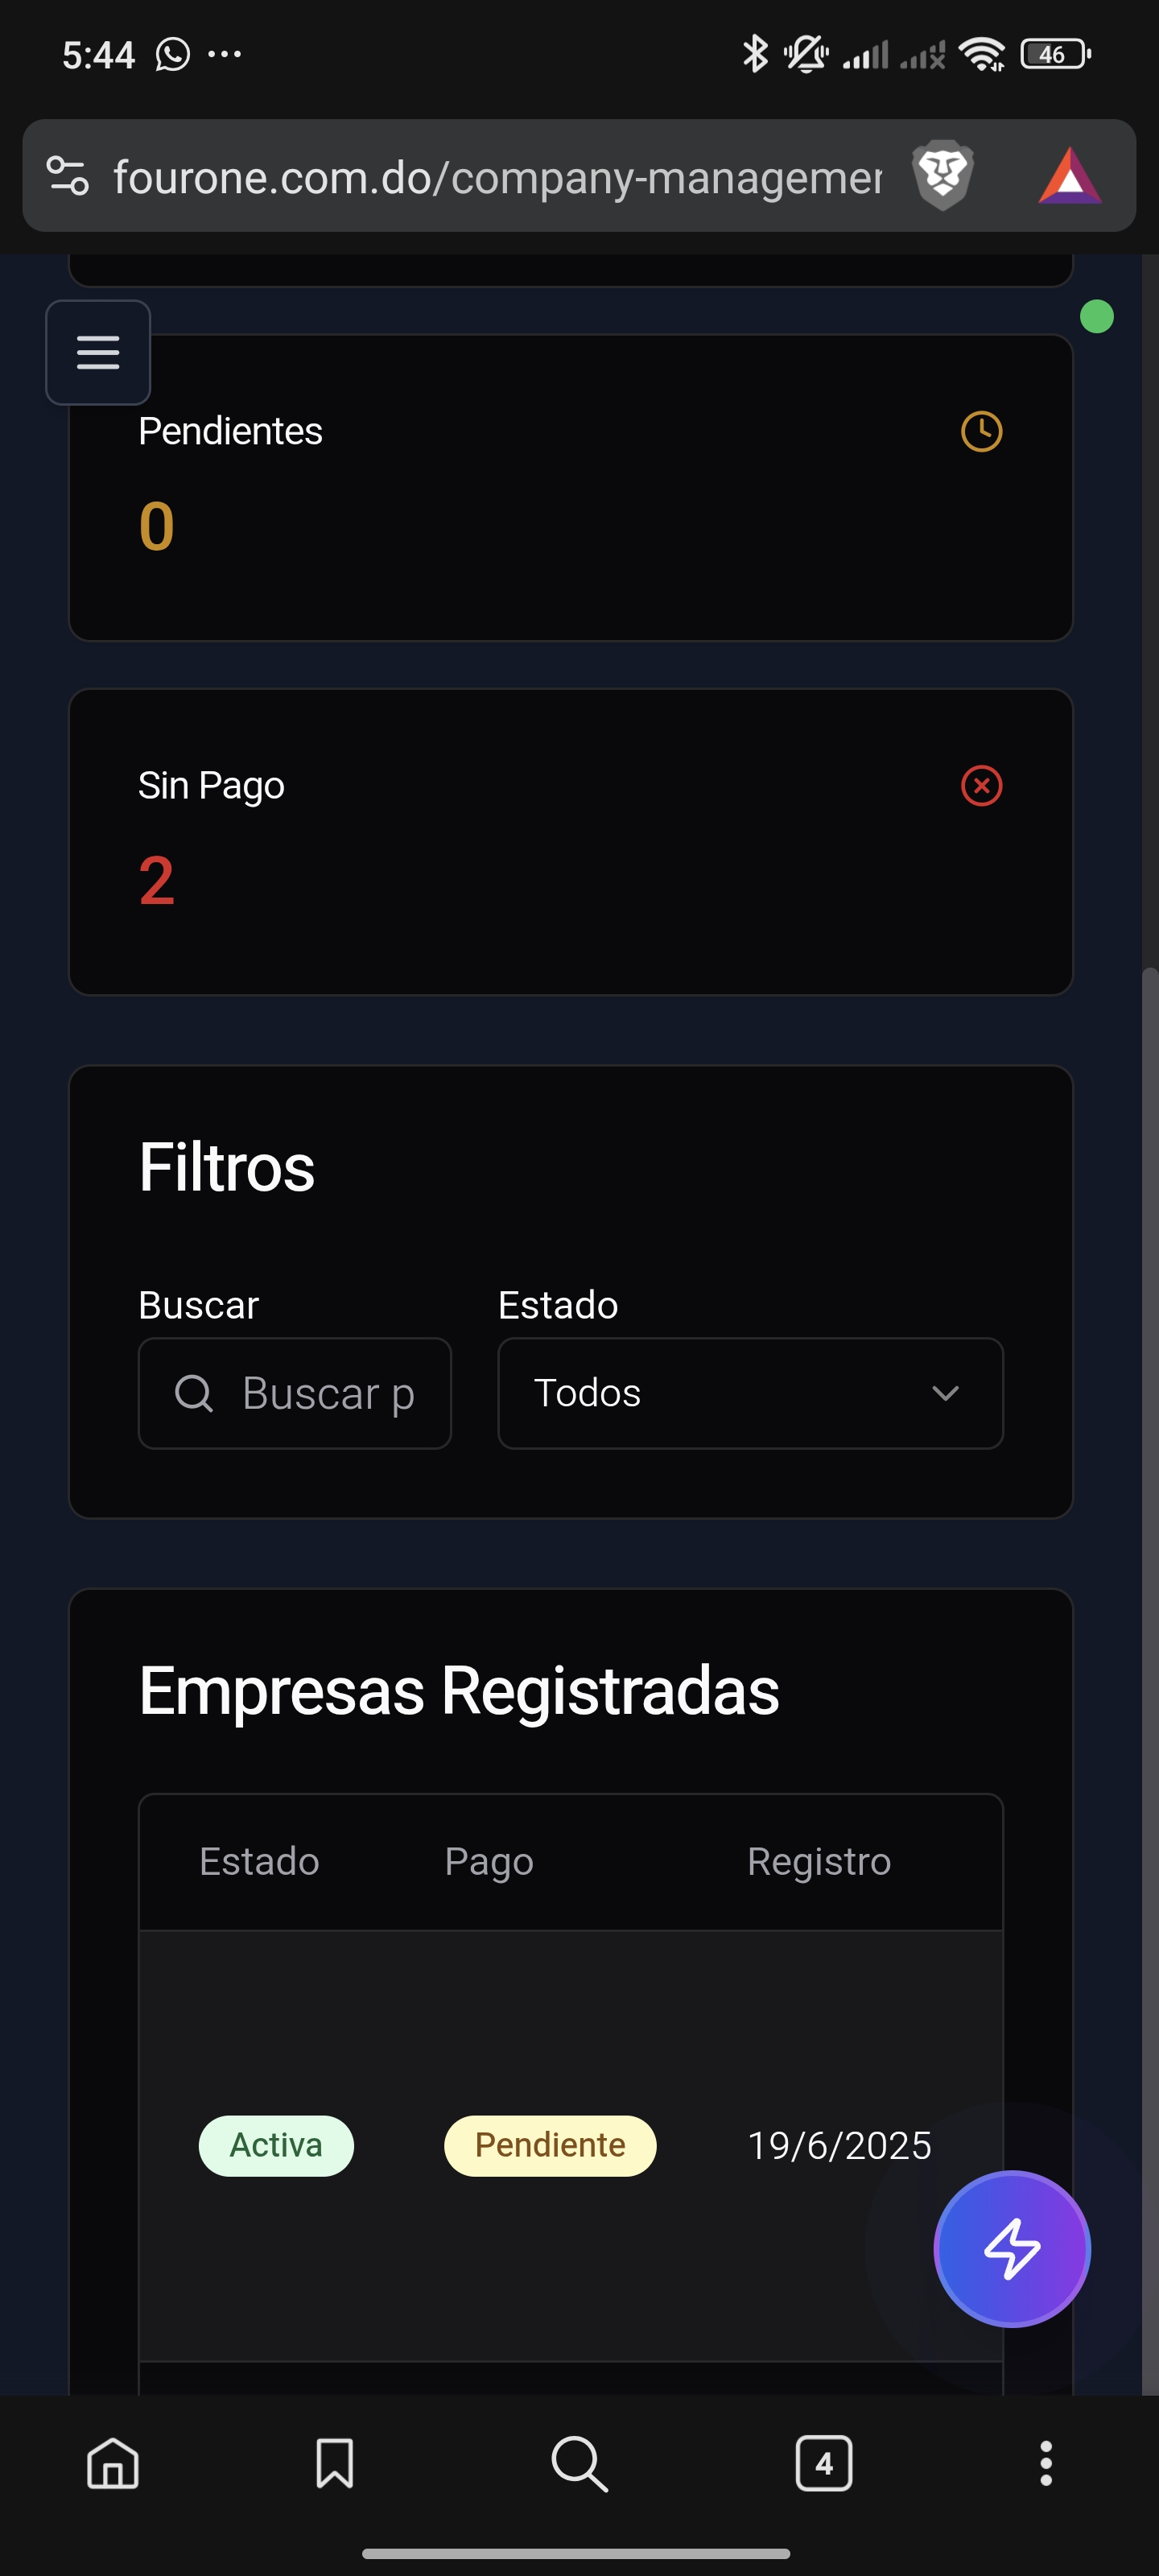 5:44
46
fourone.com.do/company-managemer
Pendientes
0
Sin Pago
2
Filtros
Buscar Estado
Buscar p Todos
Empresas Registradas
Estado Pago Registro
Activa Pendiente 19/6/2025
4